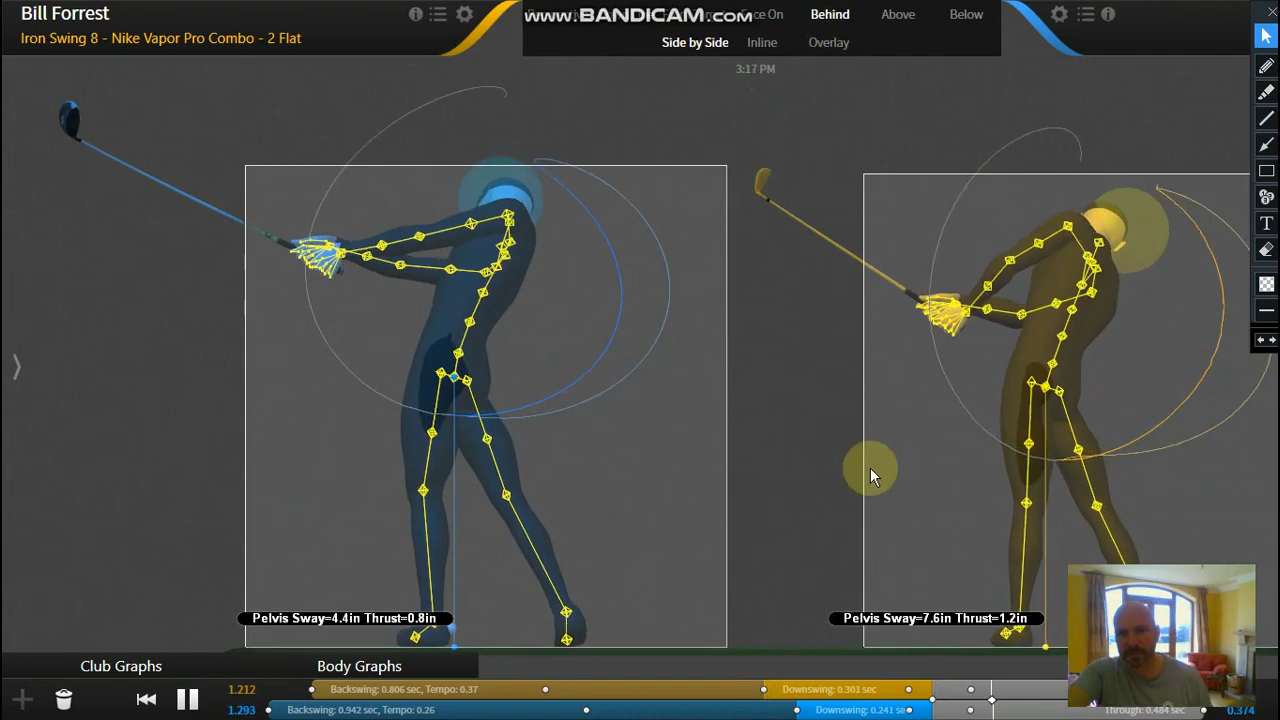 Bill Forrest
Iron Swing 8 - Nike Vapor Pro Combo - 2 Flat
www.BANDICAM.com
Face On
Behind
Above
Below
Side by Side
Inline
Overlay
3:17 PM
T
Pelvis Sway=4.4in Thrust=0.8in
Pelvis Sway=7.6in Thrust=1.2in
Club Graphs
Body Graphs
1.212
Backswing: 0.806 sec, Tempo: 0.37
Downswing: 0.301 sec
1.293
Backswing: 0.942 sec, Tempo: 0.26
Downswing: 0.241 se
Through: 0.484 sec
0.374